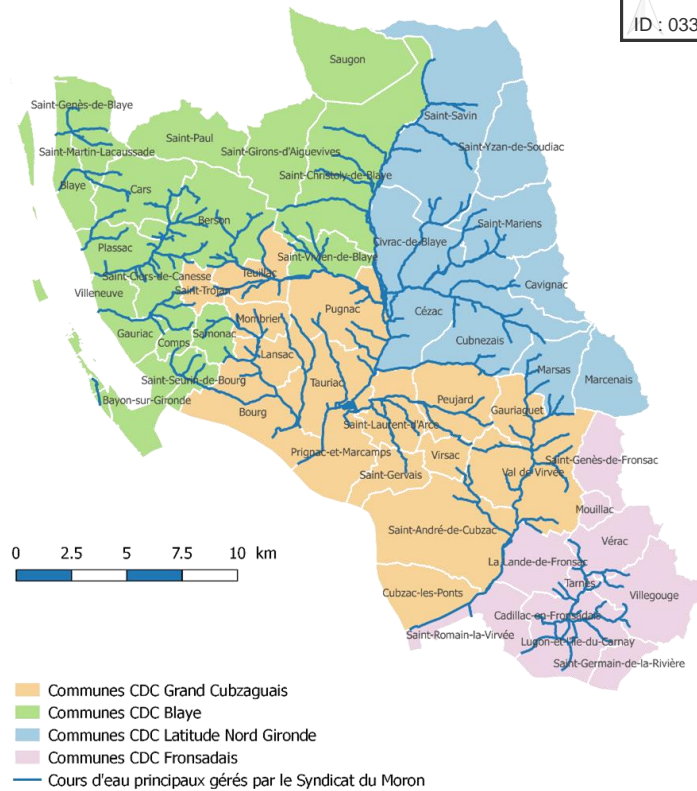 ID : 033
Saugon
Saint-Genès-de-Blaye
Saint-Savin
Saint-Paul
Saint-Yzan-de-Soudiac
Saint-Martin-Lacaussade
Saint-Girons-d'Aiguevives
Saint-Christoly-de-Blaye
Blaye
Cars
Berson
Saint-Mariens
Plassac
Civrac-de-Blaye
Saint-Vivien-de-Blaye
Saint-Ciers-de-Canesse
Teuillac
Cavignac
Villeneuve
Saint-Trojan
Pugnac
Cézac
Mombrier
Gauriac
Samonac
Comps
Cubnezais
Lansac
Marsas
Saint-Seurin-de-Bourg
Tauriac
Marcenais
Bayon-sur-Gironde
Peujard
Bourg
Gauriaguet
Saint-Laurent-d'Arce
Prignac-et-Marcamps
Virsac
Saint-Genès-de-Fronsac
Saint-Gervais
Val de Virvée
Mouillac
Saint-André-de-Cubzac
Vérac
0 2.5 5 7.5 10 km
La Lande-de-Fronsac
Tarnès
Cubzac-les-Ponts
Villegouge
Cadillac-en-Fronsadais
Saint-Romain-la-Virvée
Lugon-et-l'Île-du-Carnay
Saint-Germain-de-la-Rivière
Communes CDC Grand Cubzaguais
Communes CDC Blaye
Communes CDC Latitude Nord Gironde
Communes CDC Fronsadais
Cours d'eau principaux gérés par le Syndicat du Moron